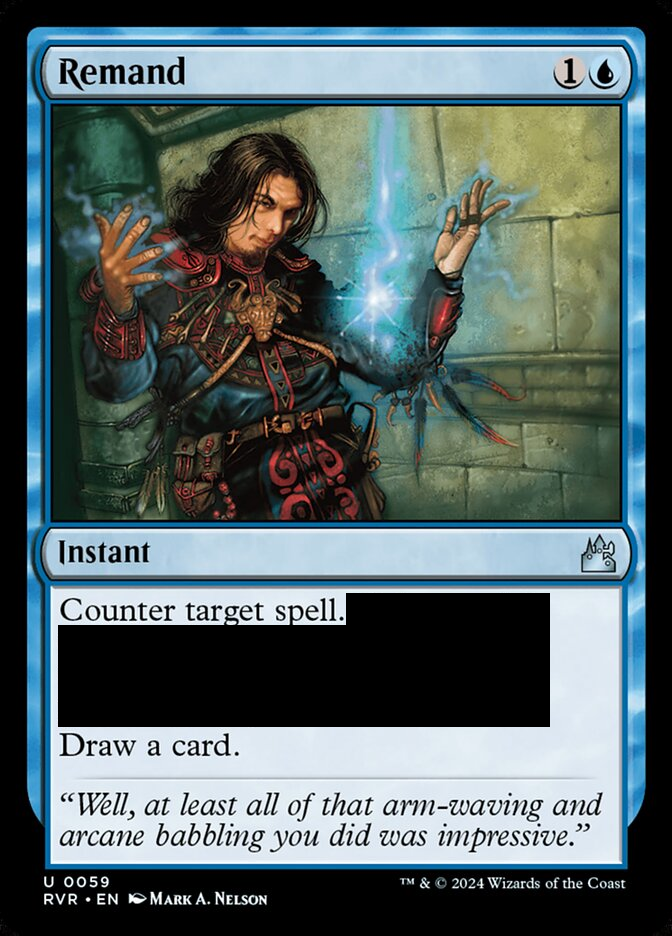 Remand
1
Instant
Counter target spell.
Draw a card.
“Well, at least all of that arm-waving and
arcane babbling you did was impressive.”
U 0059
RVR • EN Mark A. Nelson
™ & © 2024 Wizards of the Coast